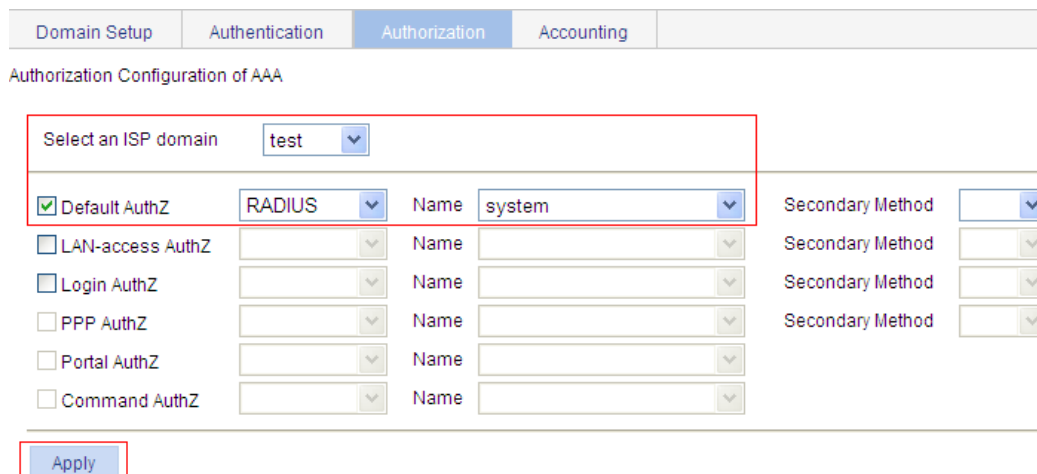 Domain Setup Authentication Authorization Accounting
Authorization Configuration of AAA
Select an ISP domain test
Default AuthZ RADIUS Name system Secondary Method
LAN-access AuthZ Name Secondary Method
Login AuthZ Name Secondary Method
PPP AuthZ Name Secondary Method
Portal AuthZ Name
Command AuthZ Name
Apply